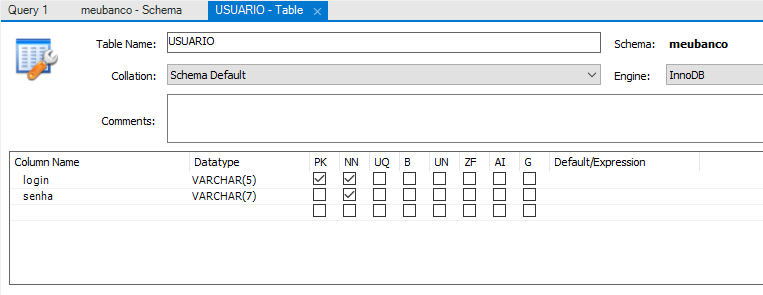 Query 1 meubanco - Schema USUARIO - Table ×
Table Name: USUARIO Schema: meubanco
Collation: Schema Default Engine: InnoDB
Comments:
Column Name Datatype PK NN UQ B UN ZF AI G Default/Expression
login VARCHAR(5)
senha VARCHAR(7)